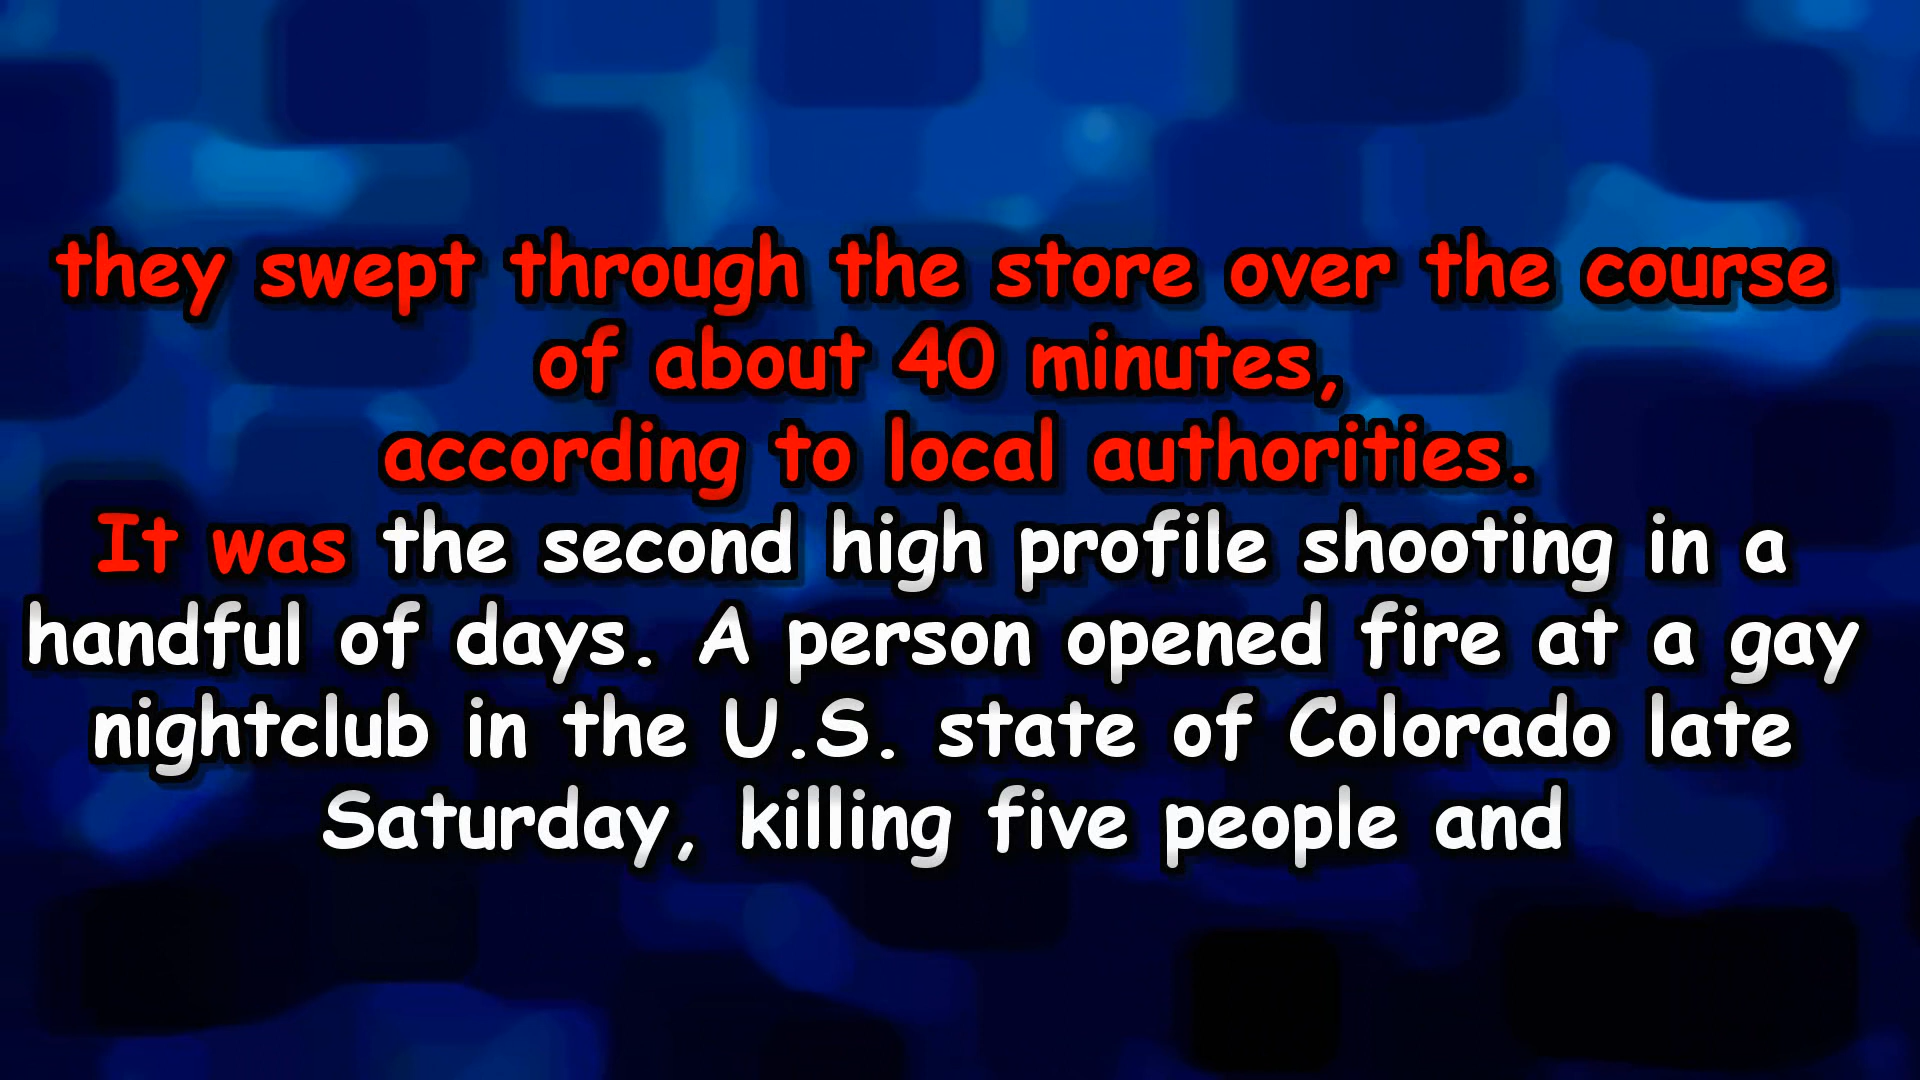 they swept through the store over the course
of about 40 minutes,
according to local authorities.
It was the second high profile shooting in a
handful of days. A person opened fire at a gay
nightclub in the U.S. state of Colorado late
Saturday, killing five people and